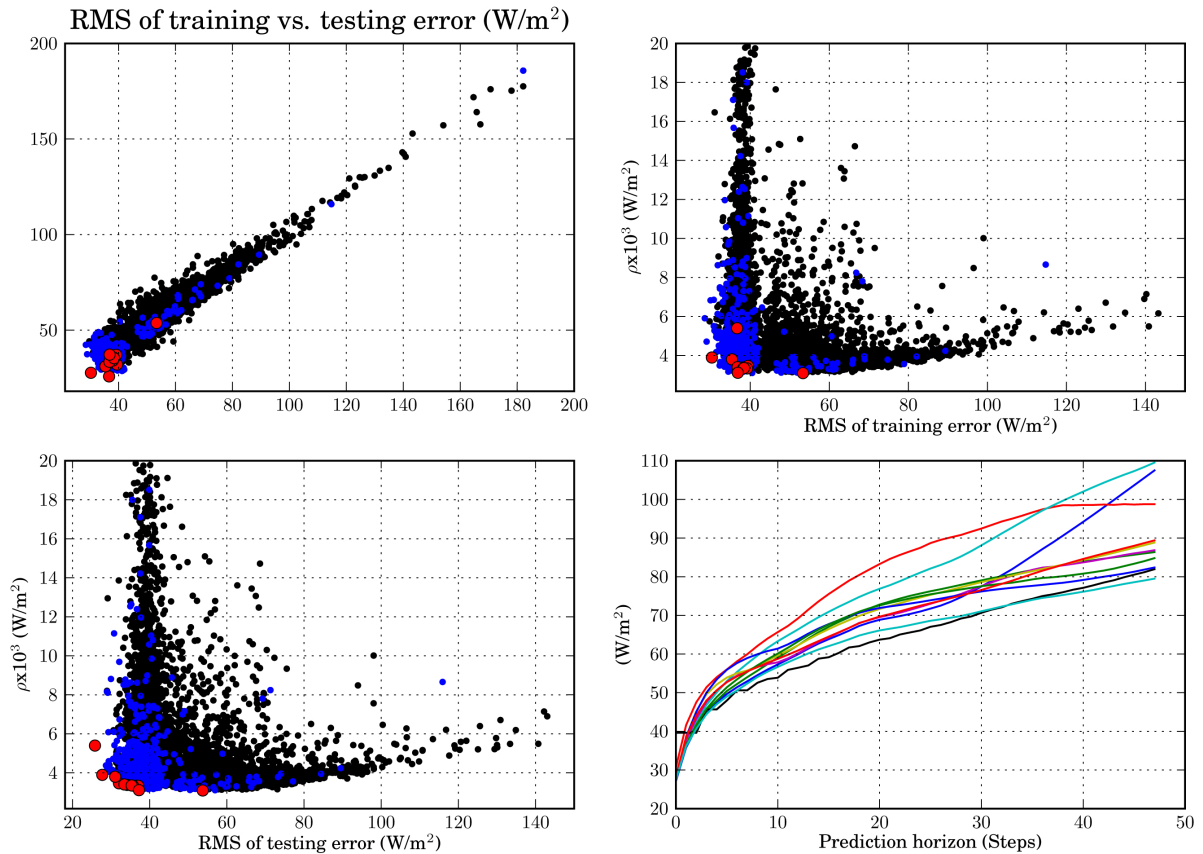 RMS of training vs. testing error (W/m²)
200
150
100
50
40 60 80 100 120 140 160 180 200
20
18
16
14
12
10
8
6
4
ρx10³ (W/m²)
40 60 80 100 120 140
RMS of training error (W/m²)
20
18
16
14
12
10
8
6
4
ρx10³ (W/m²)
20 40 60 80 100 120 140
RMS of testing error (W/m²)
110
100
90
80
70
60
50
40
30
20
(W/m²)
0 10 20 30 40 50
Prediction horizon (Steps)